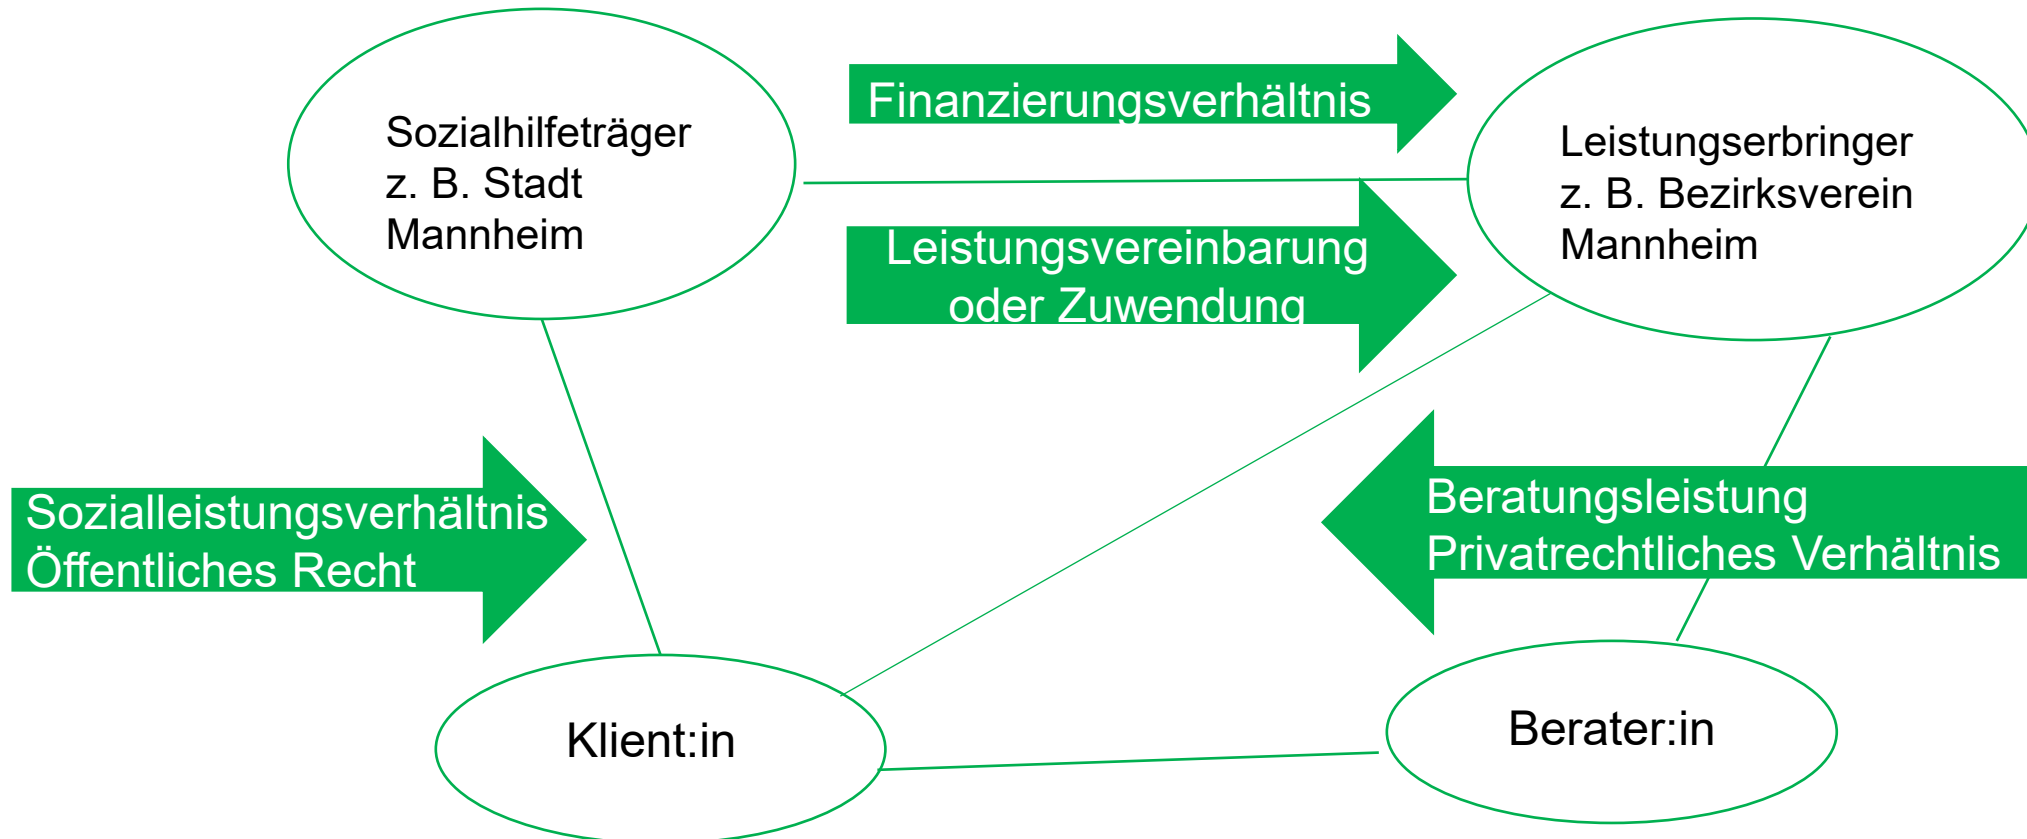 Sozialhilfeträger
z. B. Stadt
Mannheim
Finanzierungsverhältnis
Leistungserbringer
z. B. Bezirksverein
Mannheim
Leistungsvereinbarung
oder Zuwendung
Sozialleistungsverhältnis
Öffentliches Recht
Beratungsleistung
Privatrechtliches Verhältnis
Klient:in
Berater:in